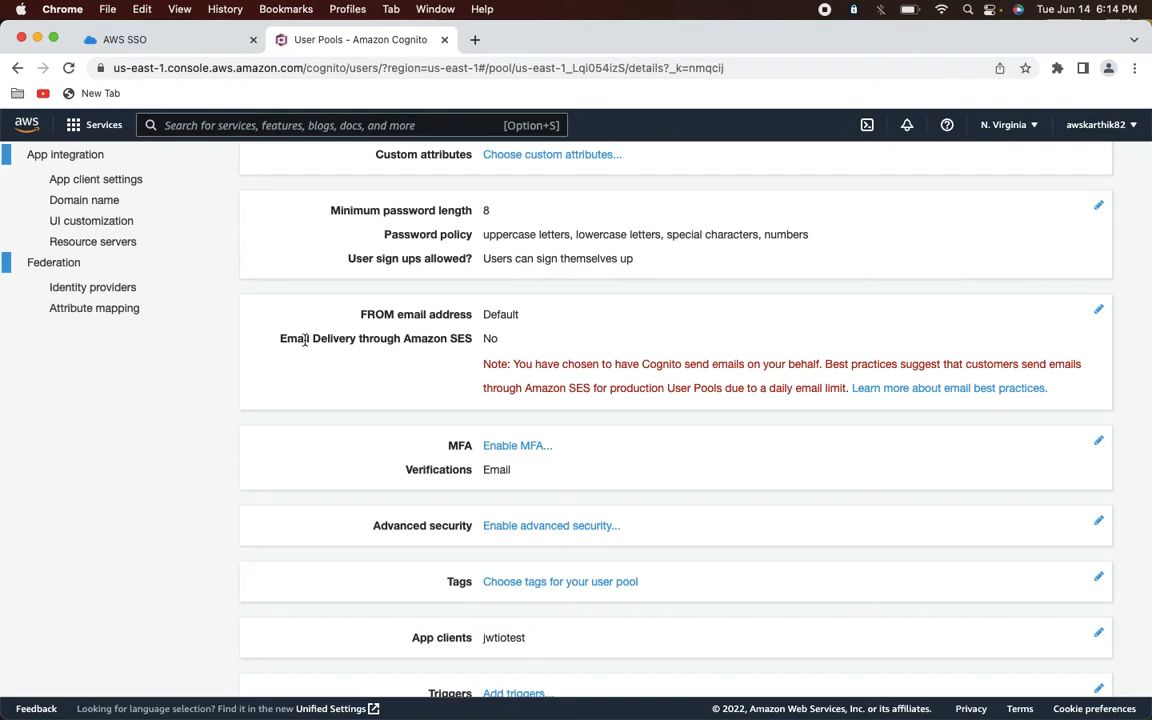 Chrome File Edit View History Bookmarks Profiles Tab Window Help Tue Jun 14 6:14 PM
AWS SSO User Pools - Amazon Cognito
us-east-1.console.aws.amazon.com/cognito/users/?region=us-east-1#/pool/us-east-1_Lqi054izS/details?_k=nmqcij
New Tab
aws Services Search for services, features, blogs, docs, and more [Option+S] N. Virginia awskarthik82
App integration
App client settings
Domain name
UI customization
Resource servers
Federation
Identity providers
Attribute mapping
Custom attributes Choose custom attributes...
Minimum password length 8
Password policy uppercase letters, lowercase letters, special characters, numbers
User sign ups allowed? Users can sign themselves up
FROM email address Default
Email Delivery through Amazon SES No
Note: You have chosen to have Cognito send emails on your behalf. Best practices suggest that customers send emails
through Amazon SES for production User Pools due to a daily email limit. Learn more about email best practices.
MFA Enable MFA...
Verifications Email
Advanced security Enable advanced security...
Tags Choose tags for your user pool
App clients jwtiotest
Triggers Add triggers...
Feedback Looking for language selection? Find it in the new Unified Settings © 2022, Amazon Web Services, Inc. or its affiliates. Privacy Terms Cookie preferences